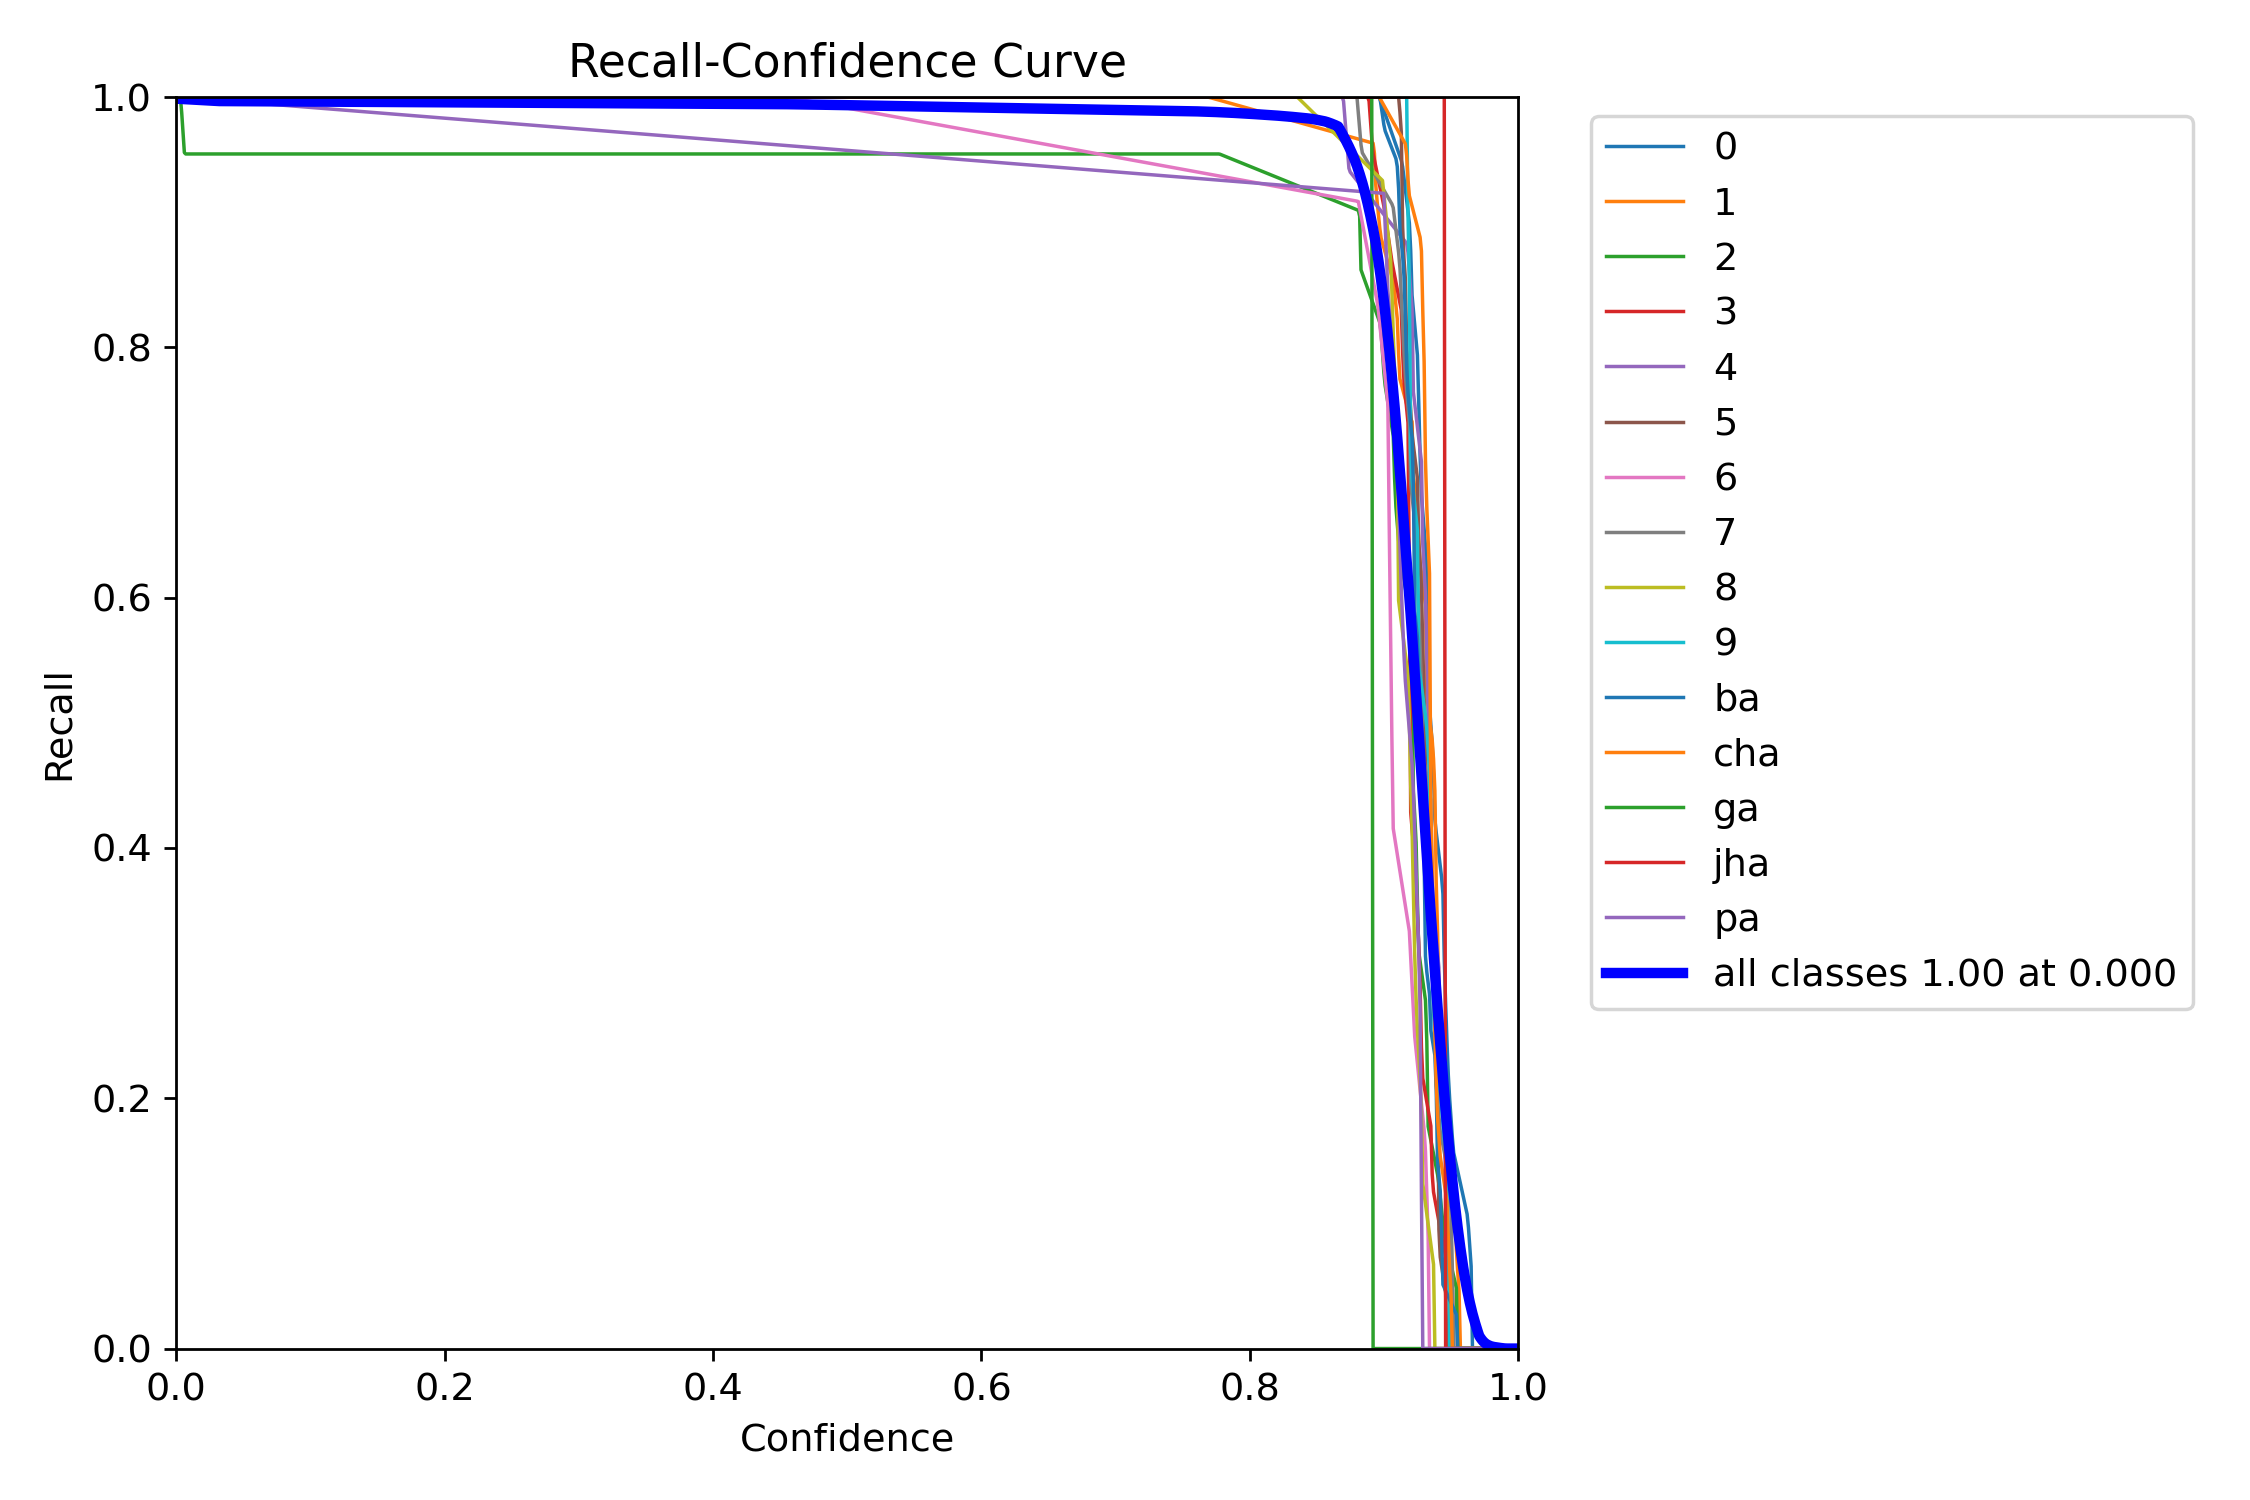 Recall-Confidence Curve
1.0
0.8
0.6
0.4
0.2
0.0
Recall
0.0 0.2 0.4 0.6 0.8 1.0
Confidence
0
1
2
3
4
5
6
7
8
9
ba
cha
ga
jha
pa
all classes 1.00 at 0.000